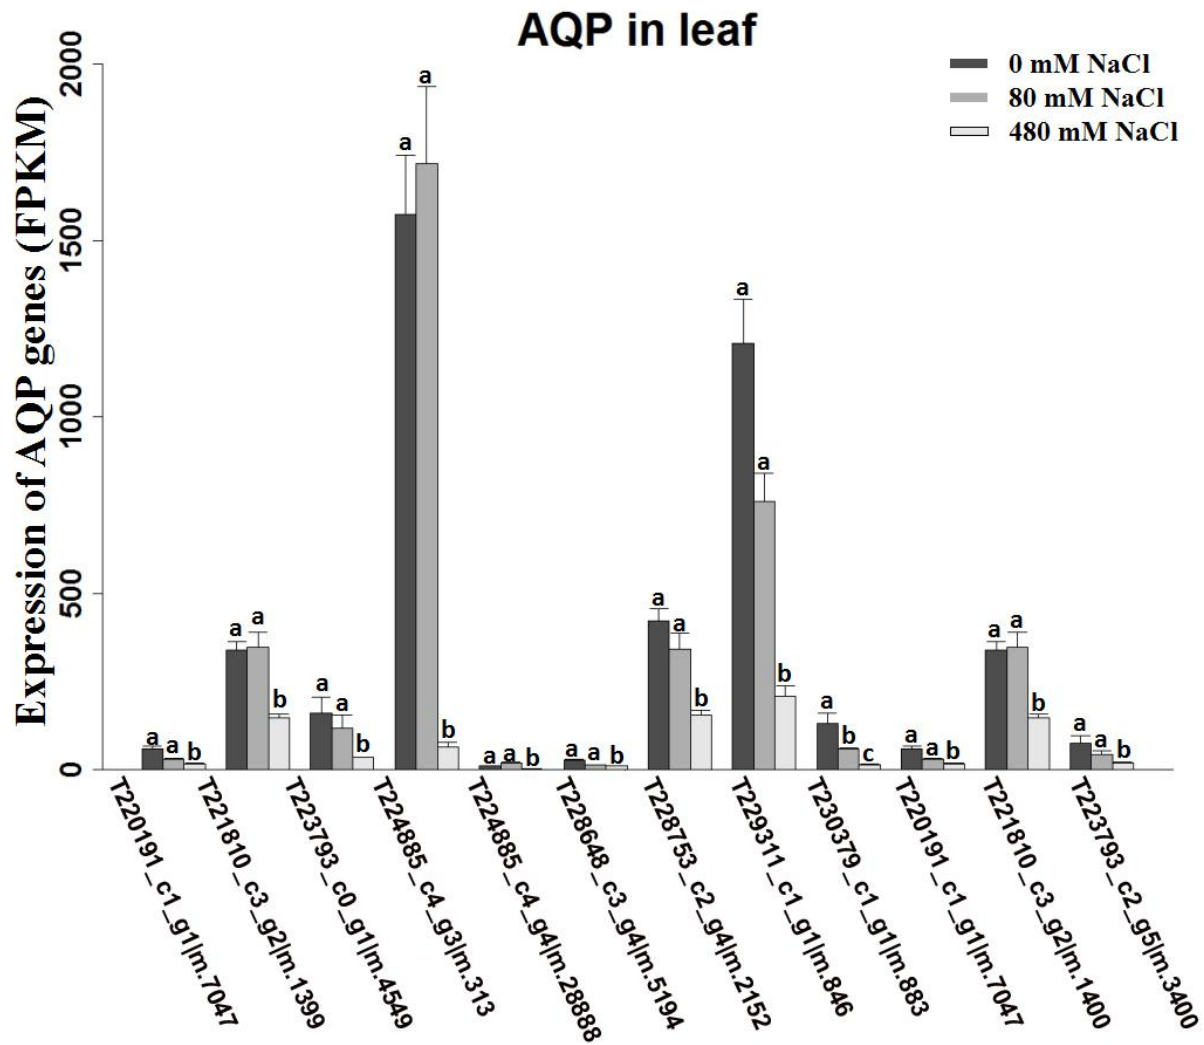 AQP in leaf
0 mM NaCl
80 mM NaCl
480 mM NaCl
Expression of AQP genes (FPKM)
2000
1500
1000
500
0
a a b
a a b
a a b
a a b
a a b
a a b
a a b
a a b
a b c
a a b
a a b
a a b
T220191_c1_g1|m.7047
T221810_c3_g2|m.1399
T223793_c0_g1|m.4549
T224885_c4_g3|m.313
T224885_c4_g4|m.28888
T228648_c3_g4|m.5194
T228753_c2_g4|m.2152
T229311_c1_g1|m.846
T230379_c1_g1|m.883
T220191_c1_g1|m.7047
T221810_c3_g2|m.1400
T223793_c2_g5|m.3400